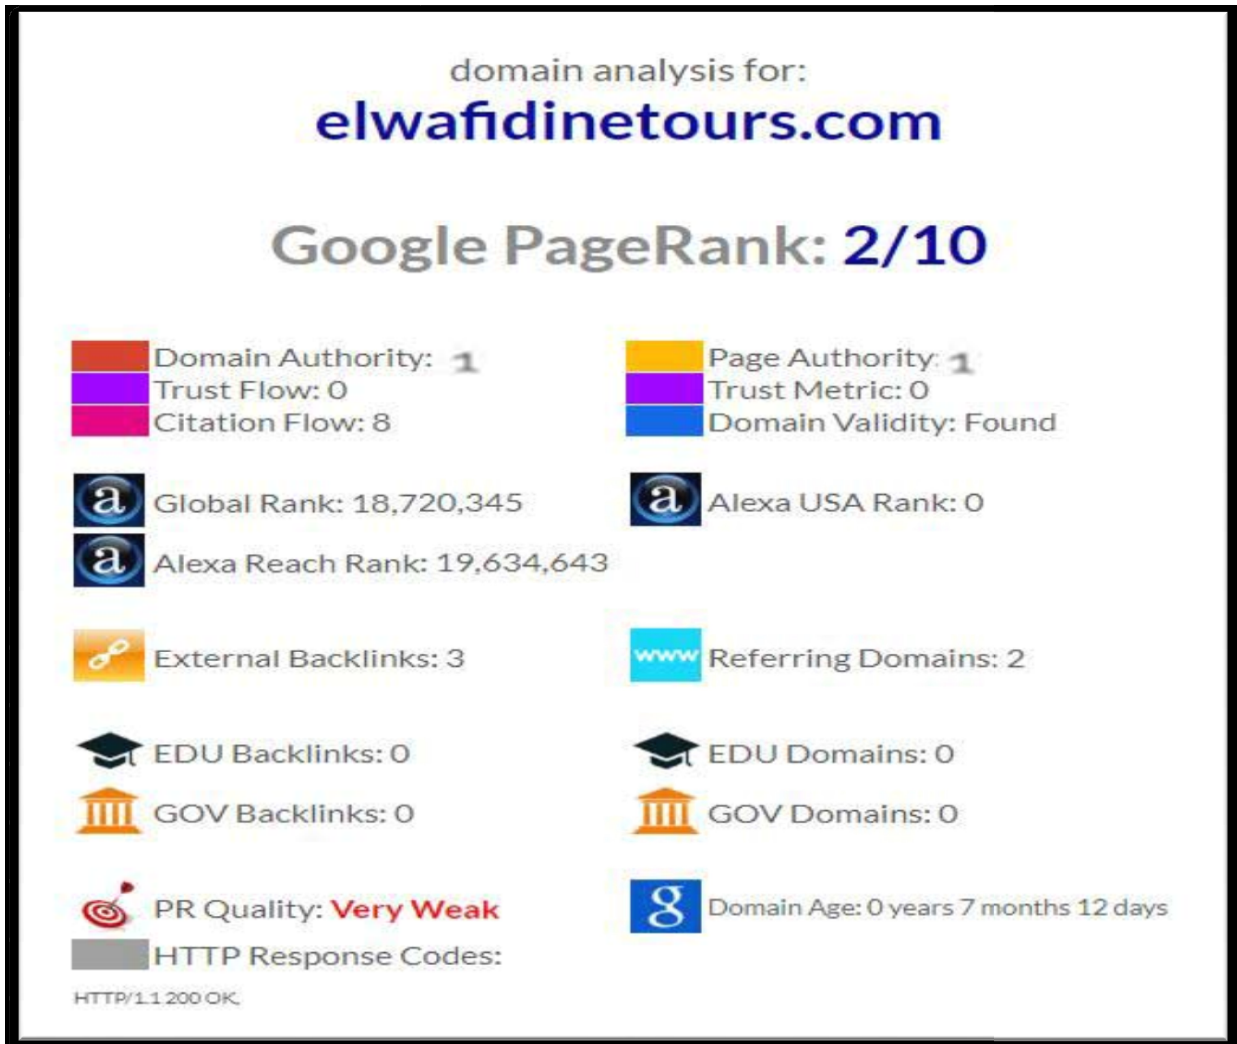 domain analysis for:
elwafidinetours.com
Google PageRank: 2/10
Domain Authority: 1
Page Authority: 1
Trust Flow: 0
Trust Metric: 0
Citation Flow: 8
Domain Validity: Found
a Global Rank: 18,720,345
a Alexa USA Rank: 0
a Alexa Reach Rank: 19,634,643
External Backlinks: 3
www Referring Domains: 2
EDU Backlinks: 0
EDU Domains: 0
GOV Backlinks: 0
GOV Domains: 0
PR Quality: Very Weak
g Domain Age: 0 years 7 months 12 days
HTTP Response Codes:
HTTP/1.1 200 OK,